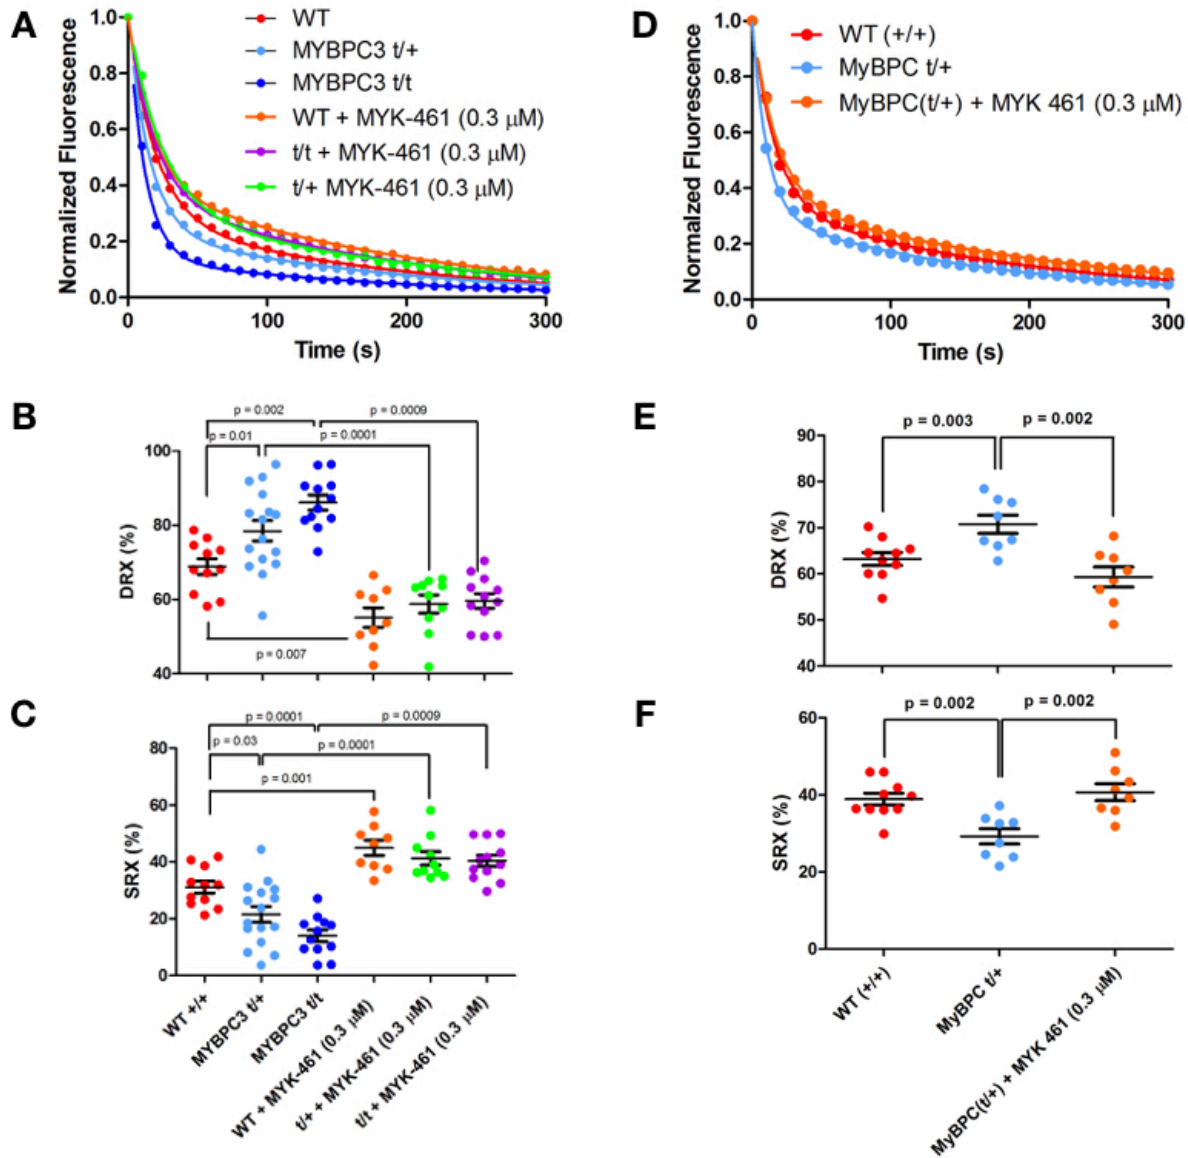 A
Normalized Fluorescence
1.0
0.8
0.6
0.4
0.2
0.0
0
100
200
300
Time (s)
WT
MYBPC3 t/+
MYBPC3 t/t
WT + MYK-461 (0.3 μM)
t/t + MYK-461 (0.3 μM)
t/+ MYK-461 (0.3 μM)
D
Normalized Fluorescence
1.0
0.8
0.6
0.4
0.2
0.0
0
100
200
300
Time (s)
WT (+/+)
MyBPC t/+
MyBPC(t/+) + MYK 461 (0.3 μM)
B
p = 0.002
p = 0.0009
p = 0.01
p = 0.0001
DRX (%)
100
80
60
40
p = 0.007
E
p = 0.003
p = 0.002
DRX (%)
90
80
70
60
50
40
C
p = 0.0001
p = 0.0009
p = 0.03
p = 0.0001
p = 0.001
SRX (%)
80
60
40
20
0
WT +/+
MYBPC3 t/+
MYBPC3 t/t
WT + MYK-461 (0.3 μM)
t/+ + MYK-461 (0.3 μM)
t/t + MYK-461 (0.3 μM)
F
p = 0.002
p = 0.002
SRX (%)
60
40
20
0
WT (+/+)
MyBPC t/+
MyBPC(t/+) + MYK 461 (0.3 μM)